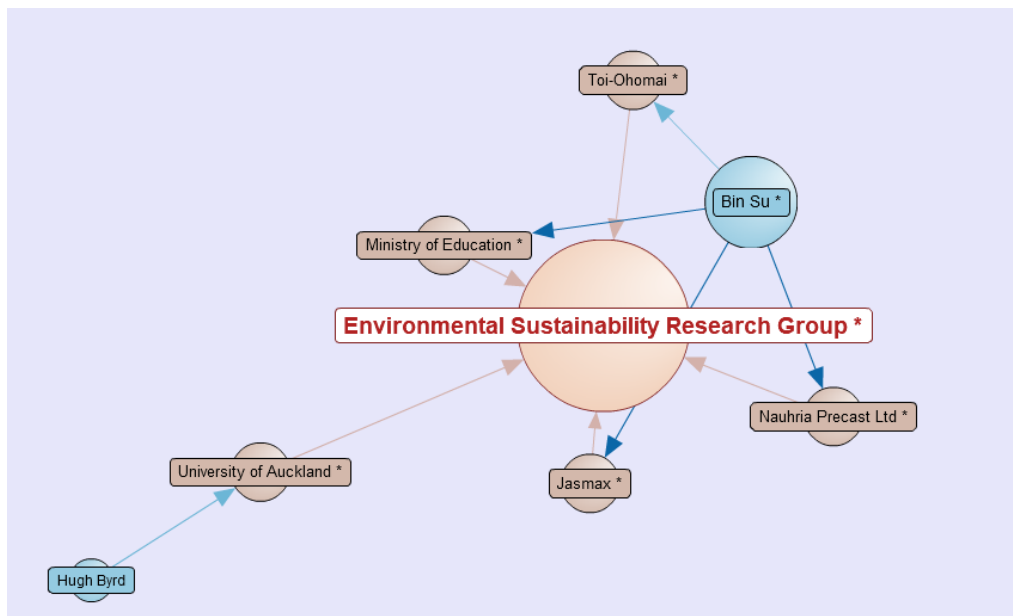 Toi-Ohomai *
Bin Su *
Ministry of Education *
Environmental Sustainability Research Group *
Nauhria Precast Ltd *
University of Auckland *
Jasmax *
Hugh Byrd